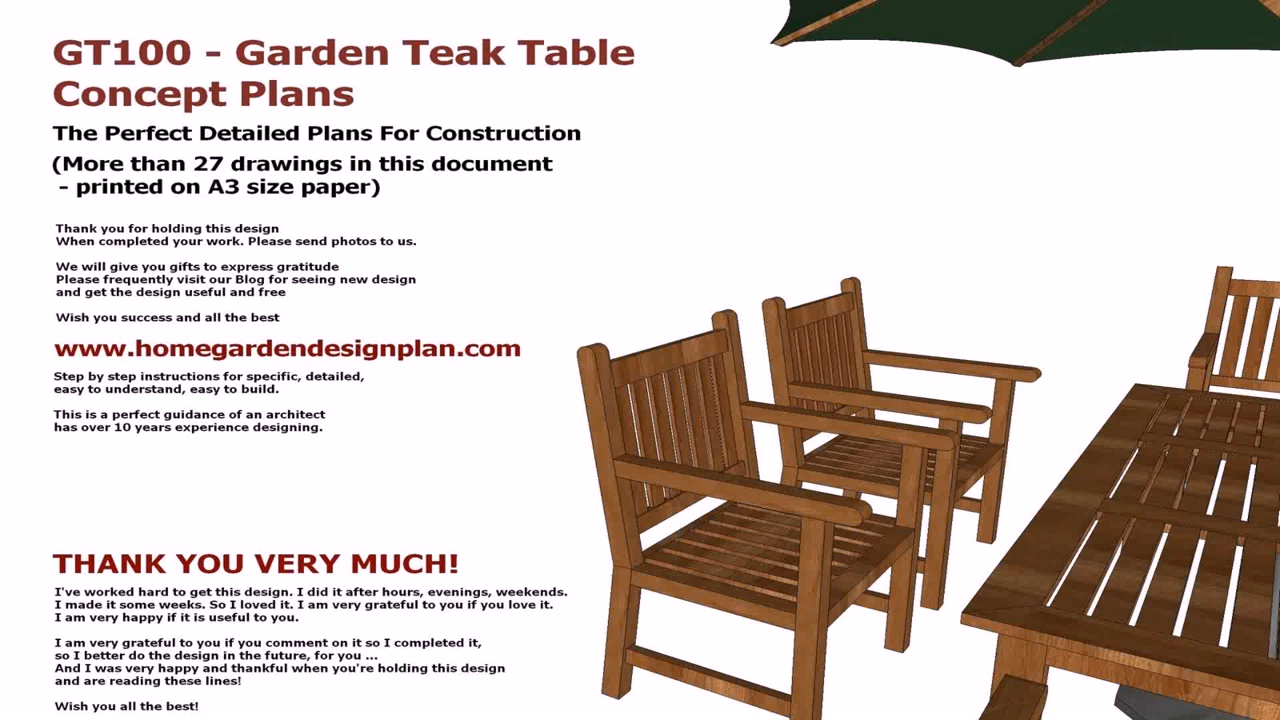 GT100 - Garden Teak Table
Concept Plans
The Perfect Detailed Plans For Construction
(More than 27 drawings in this document
- printed on A3 size paper)
Thank you for holding this design
When completed your work. Please send photos to us.
We will give you gifts to express gratitude
Please frequently visit our Blog for seeing new design
and get the design useful and free
Wish you success and all the best
www.homegardendesignplan.com
Step by step instructions for specific, detailed,
easy to understand, easy to build.
This is a perfect guidance of an architect
has over 10 years experience designing.
THANK YOU VERY MUCH!
I've worked hard to get this design. I did it after hours, evenings, weekends.
I made it some weeks. So I loved it. I am very grateful to you if you love it.
I am very happy if it is useful to you.
I am very grateful to you if you comment on it so I completed it,
so I better do the design in the future, for you ...
And I was very happy and thankful when you're holding this design
and are reading these lines!
Wish you all the best!